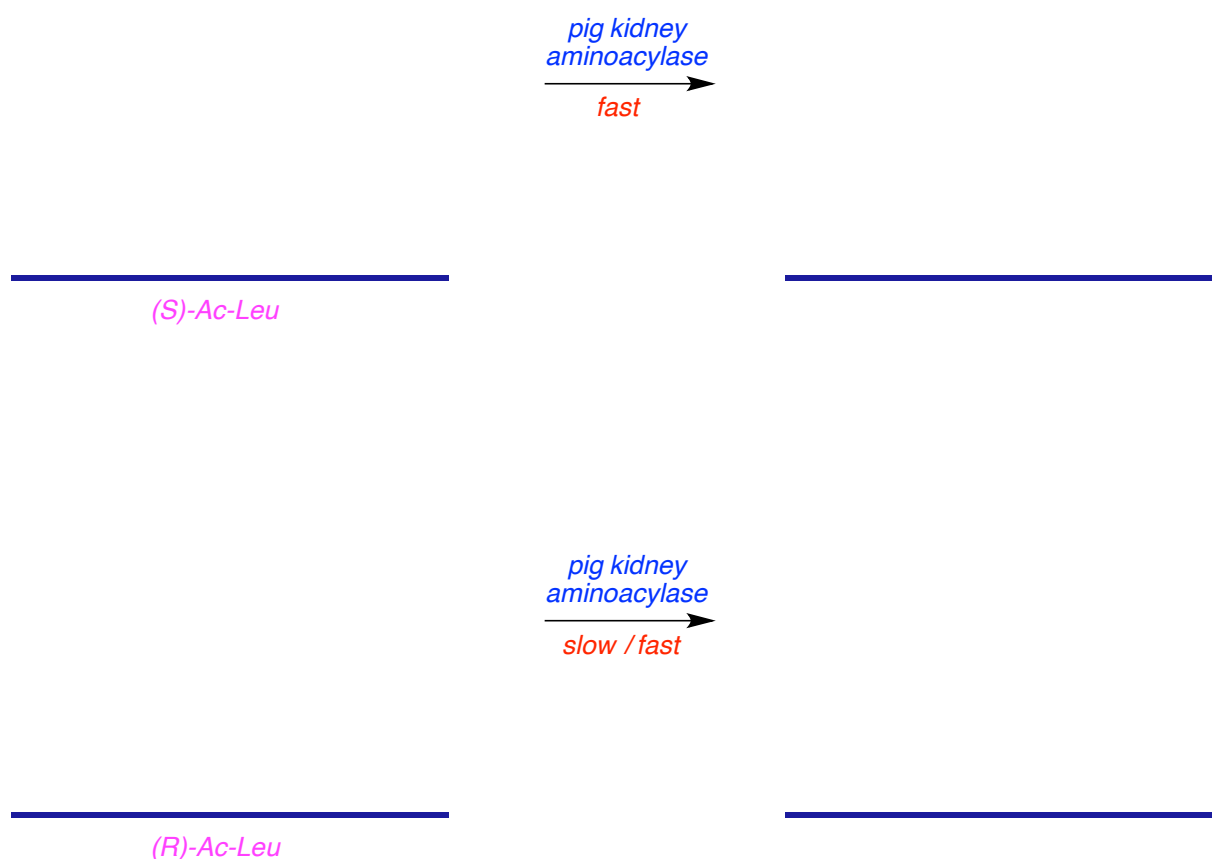 pig kidney
aminoacylase
fast
(S)-Ac-Leu
pig kidney
aminoacylase
slow / fast
(R)-Ac-Leu